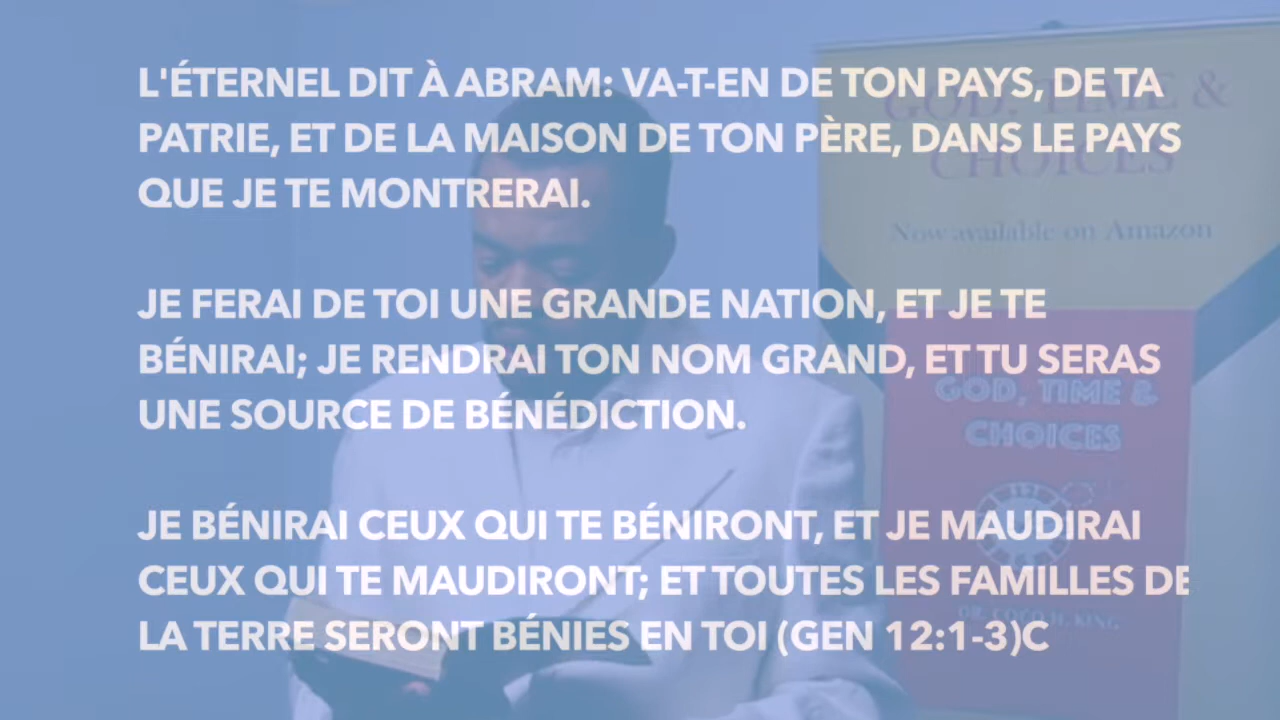 L'ÉTERNEL DIT À ABRAM: VA-T-EN DE TON PAYS, DE TA
PATRIE, ET DE LA MAISON DE TON PÈRE, DANS LE PAYS
QUE JE TE MONTRERAI.
JE FERAI DE TOI UNE GRANDE NATION, ET JE TE
BÉNIRAI; JE RENDRAI TON NOM GRAND, ET TU SERAS
UNE SOURCE DE BÉNÉDICTION.
JE BÉNIRAI CEUX QUI TE BÉNIRONT, ET JE MAUDIRAI
CEUX QUI TE MAUDIRONT; ET TOUTES LES FAMILLES DE
LA TERRE SERONT BÉNIES EN TOI (GEN 12:1-3)C
GOD, TIME &
CHOICES
Now available on Amazon
GOD, TIME &
CHOICES
DR. KING